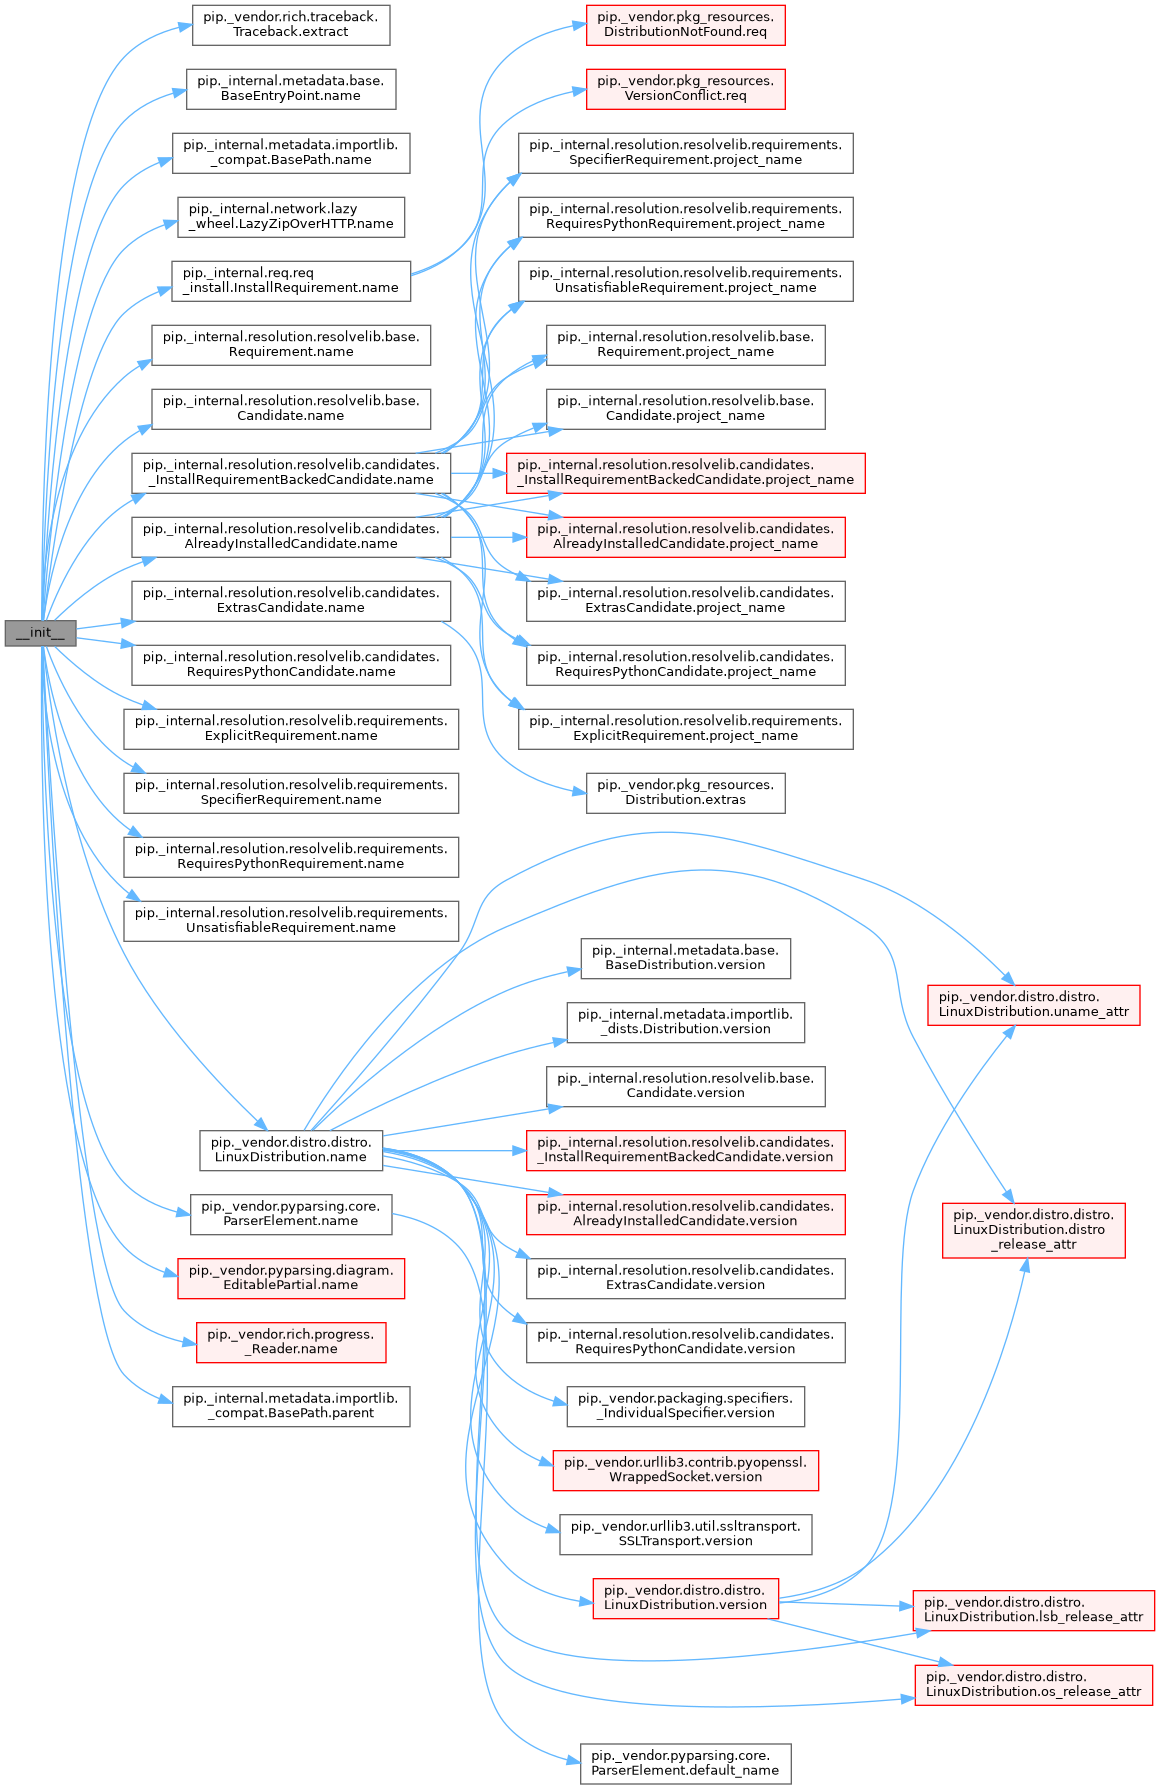 __init__
pip._vendor.rich.traceback.
Traceback.extract
pip._internal.metadata.base.
BaseEntryPoint.name
pip._internal.metadata.importlib.
_compat.BasePath.name
pip._internal.network.lazy
_wheel.LazyZipOverHTTP.name
pip._internal.req.req
_install.InstallRequirement.name
pip._internal.resolution.resolvelib.base.
Requirement.name
pip._internal.resolution.resolvelib.base.
Candidate.name
pip._internal.resolution.resolvelib.candidates.
_InstallRequirementBackedCandidate.name
pip._internal.resolution.resolvelib.candidates.
AlreadyInstalledCandidate.name
pip._internal.resolution.resolvelib.candidates.
ExtrasCandidate.name
pip._internal.resolution.resolvelib.candidates.
RequiresPythonCandidate.name
pip._internal.resolution.resolvelib.requirements.
ExplicitRequirement.name
pip._internal.resolution.resolvelib.requirements.
SpecifierRequirement.name
pip._internal.resolution.resolvelib.requirements.
RequiresPythonRequirement.name
pip._internal.resolution.resolvelib.requirements.
UnsatisfiableRequirement.name
pip._vendor.distro.distro.
LinuxDistribution.name
pip._vendor.pyparsing.core.
ParserElement.name
pip._vendor.pyparsing.diagram.
EditablePartial.name
pip._vendor.rich.progress.
_Reader.name
pip._internal.metadata.importlib.
_compat.BasePath.parent
pip._vendor.pkg_resources.
DistributionNotFound.req
pip._vendor.pkg_resources.
VersionConflict.req
pip._internal.resolution.resolvelib.requirements.
SpecifierRequirement.project_name
pip._internal.resolution.resolvelib.requirements.
RequiresPythonRequirement.project_name
pip._internal.resolution.resolvelib.requirements.
UnsatisfiableRequirement.project_name
pip._internal.resolution.resolvelib.base.
Requirement.project_name
pip._internal.resolution.resolvelib.base.
Candidate.project_name
pip._internal.resolution.resolvelib.candidates.
_InstallRequirementBackedCandidate.project_name
pip._internal.resolution.resolvelib.candidates.
AlreadyInstalledCandidate.project_name
pip._internal.resolution.resolvelib.candidates.
ExtrasCandidate.project_name
pip._internal.resolution.resolvelib.candidates.
RequiresPythonCandidate.project_name
pip._internal.resolution.resolvelib.requirements.
ExplicitRequirement.project_name
pip._vendor.pkg_resources.
Distribution.extras
pip._internal.metadata.base.
BaseDistribution.version
pip._internal.metadata.importlib.
_dists.Distribution.version
pip._internal.resolution.resolvelib.base.
Candidate.version
pip._internal.resolution.resolvelib.candidates.
_InstallRequirementBackedCandidate.version
pip._internal.resolution.resolvelib.candidates.
AlreadyInstalledCandidate.version
pip._internal.resolution.resolvelib.candidates.
ExtrasCandidate.version
pip._internal.resolution.resolvelib.candidates.
RequiresPythonCandidate.version
pip._vendor.packaging.specifiers.
_IndividualSpecifier.version
pip._vendor.urllib3.contrib.pyopenssl.
WrappedSocket.version
pip._vendor.urllib3.util.ssltransport.
SSLTransport.version
pip._vendor.distro.distro.
LinuxDistribution.version
pip._vendor.pyparsing.core.
ParserElement.default_name
pip._vendor.distro.distro.
LinuxDistribution.uname_attr
pip._vendor.distro.distro.
LinuxDistribution.distro
_release_attr
pip._vendor.distro.distro.
LinuxDistribution.lsb_release_attr
pip._vendor.distro.distro.
LinuxDistribution.os_release_attr